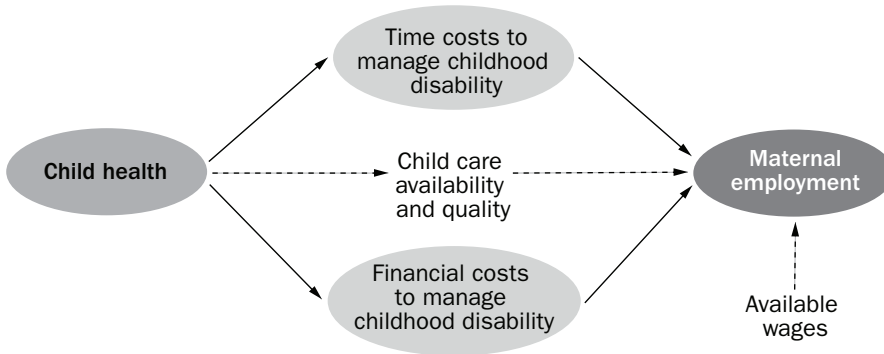 Time costs to
manage childhood
disability
Child health
Child care
availability
and quality
Maternal
employment
Financial costs
to manage
childhood disability
Available
wages